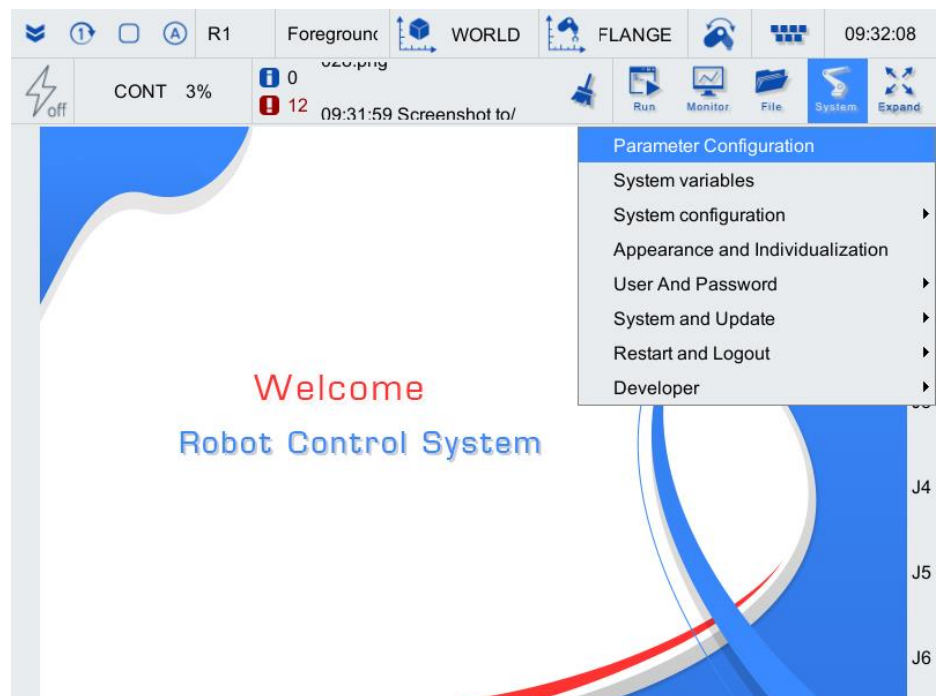 R1
Foregrounc
WORLD
FLANGE
09:32:08
off
CONT 3%
0
12
09:31:59 Screenshot to/
Run
Monitor
File
System
Expand
Parameter Configuration
System variables
System configuration
Appearance and Individualization
User And Password
System and Update
Restart and Logout
Developer
Welcome
Robot Control System
J4
J5
J6